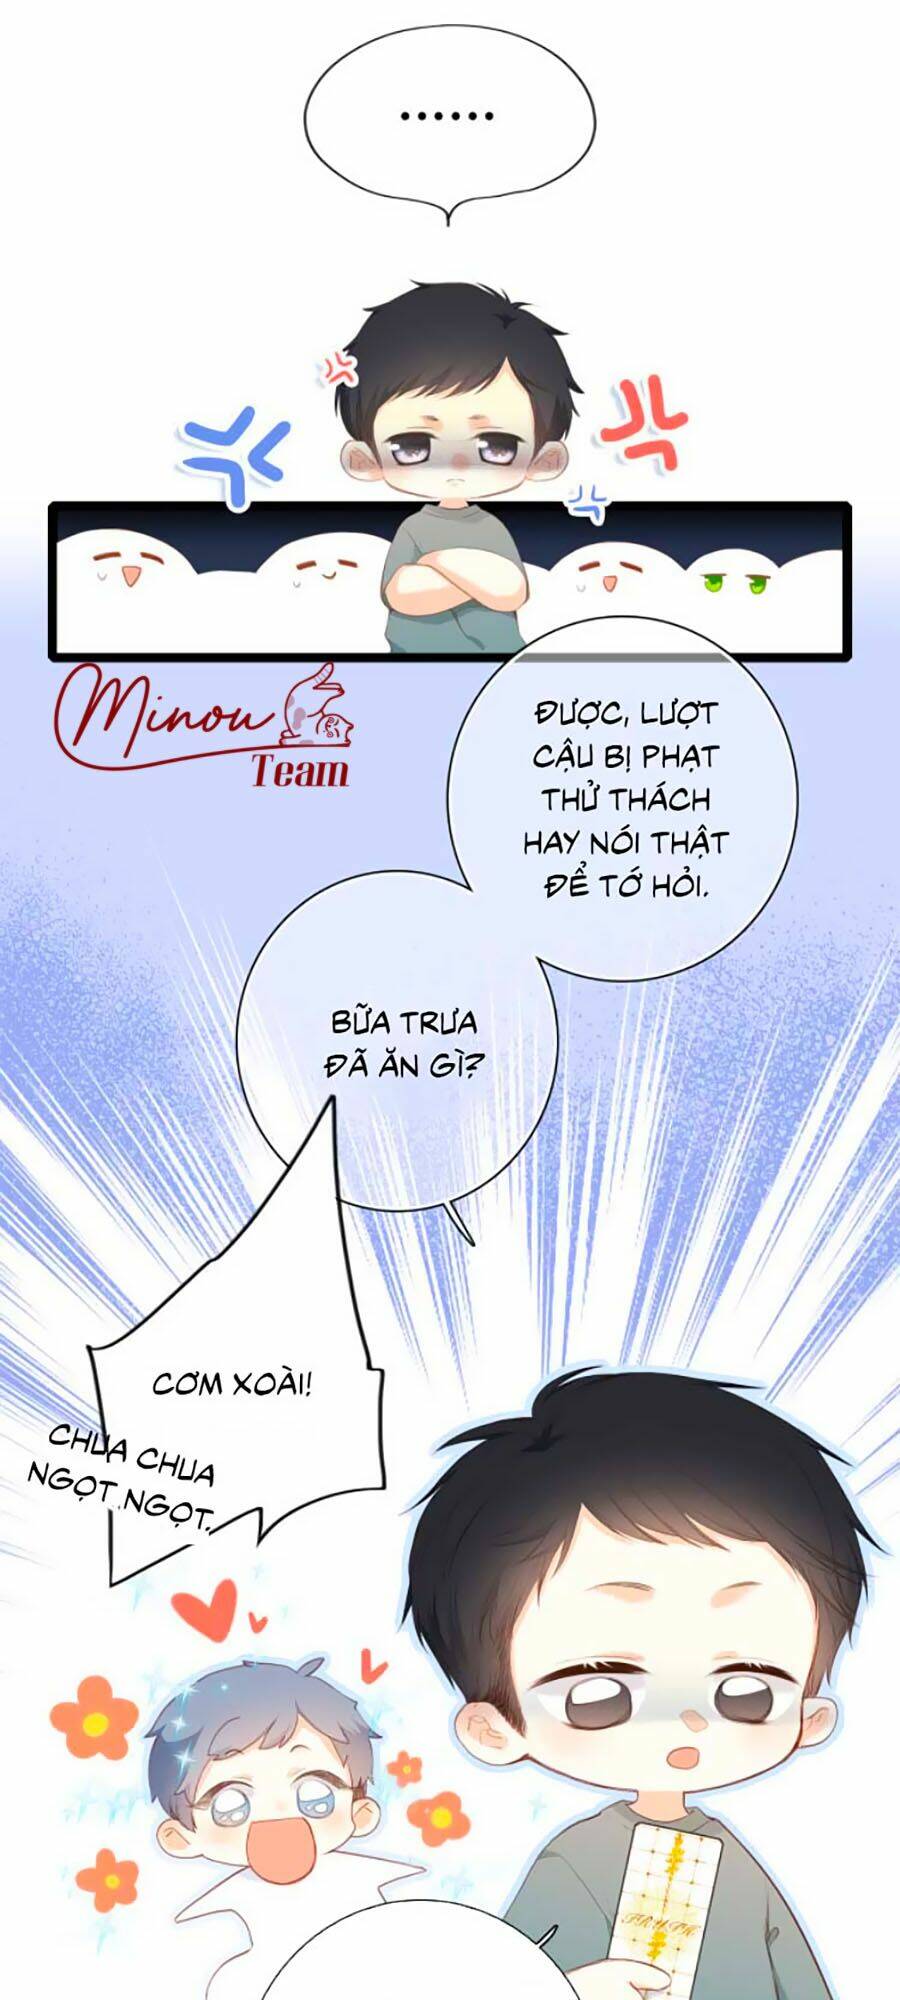 ......
Minou
Team
ĐƯỢC, LƯỢT
CẬU BỊ PHẠT
THỬ THÁCH
HAY NÓI THẬT
ĐỂ TỚ HỎI.
BỮA TRƯA
ĐÃ ĂN GÌ?
CƠM XOÀI!
CHUA CHUA
NGỌT NGỌT.
TRUTH